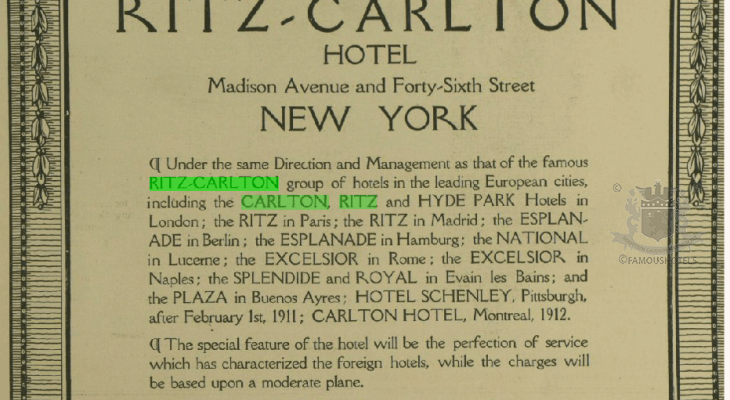 RITZ-CARLTON
HOTEL
Madison Avenue and Forty-Sixth Street
NEW YORK
¶ Under the same Direction and Management as that of the famous
RITZ-CARLTON group of hotels in the leading European cities,
including the CARLTON, RITZ and HYDE PARK Hotels in
London; the RITZ in Paris; the RITZ in Madrid; the ESPLAN-
ADE in Berlin; the ESPLANADE in Hamburg; the NATIONAL
in Lucerne; the EXCELSIOR in Rome; the EXCELSIOR in
Naples; the SPLENDIDE and ROYAL in Evain les Bains; and
the PLAZA in Buenos Ayres; HOTEL SCHENLEY, Pittsburgh,
after February 1st, 1911; CARLTON HOTEL, Montreal, 1912.
¶ The special feature of the hotel will be the perfection of service
which has characterized the foreign hotels, while the charges will
be based upon a moderate plane.
©
©FAMOUSHOTELS